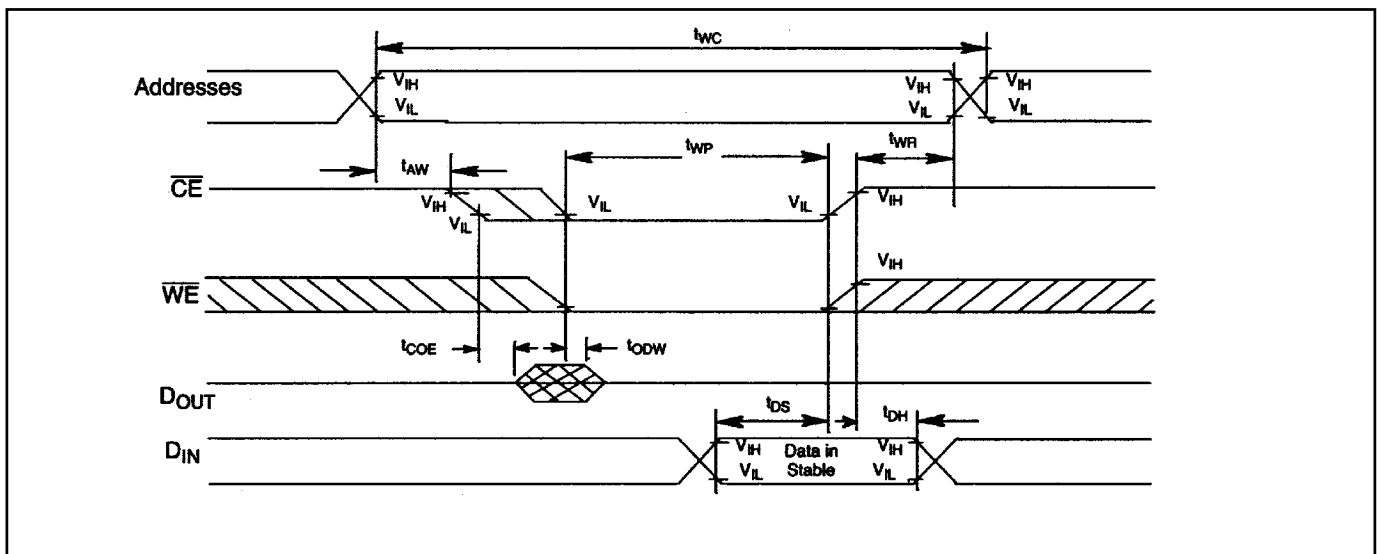 tWC
Addresses
VIH
VIH
VIH
VIL
VIL
VIL
tAW
tWP
tWR
CE
VIH
VIL
VIL
VIL
VIH
WE
VIH
tCOE
tODW
DOUT
tDS
tDH
DIN
VIH
Data in
VIH
VIL
Stable
VIL